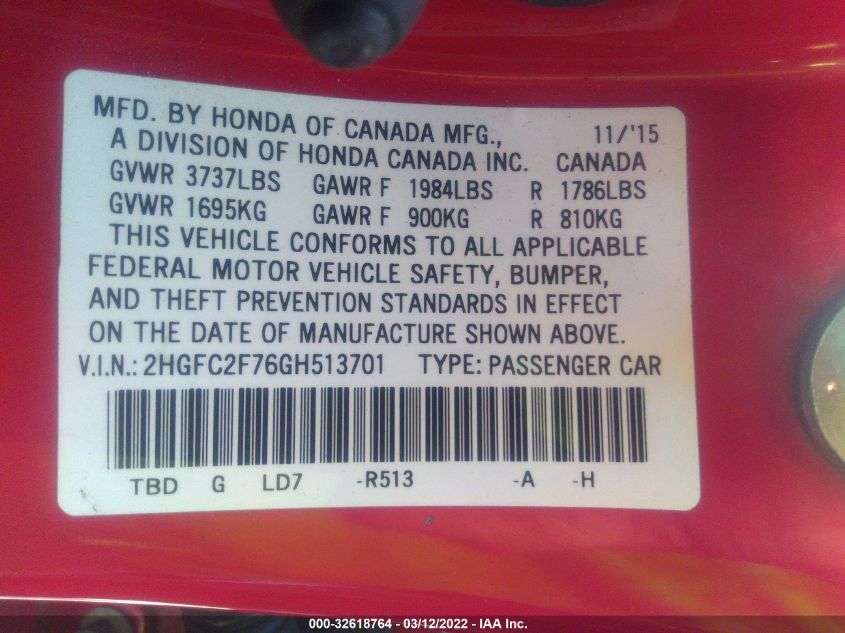 MFD. BY HONDA OF CANADA MFG., 11/'15
A DIVISION OF HONDA CANADA INC. CANADA
GVWR 3737LBS GAWR F 1984LBS R 1786LBS
GVWR 1695KG GAWR F 900KG R 810KG
THIS VEHICLE CONFORMS TO ALL APPLICABLE
FEDERAL MOTOR VEHICLE SAFETY, BUMPER,
AND THEFT PREVENTION STANDARDS IN EFFECT
ON THE DATE OF MANUFACTURE SHOWN ABOVE.
V.I.N.: 2HGFC2F76GH513701 TYPE: PASSENGER CAR
TBD G LD7 -R513 -A -H
000-32618764 - 03/12/2022 - IAA Inc.